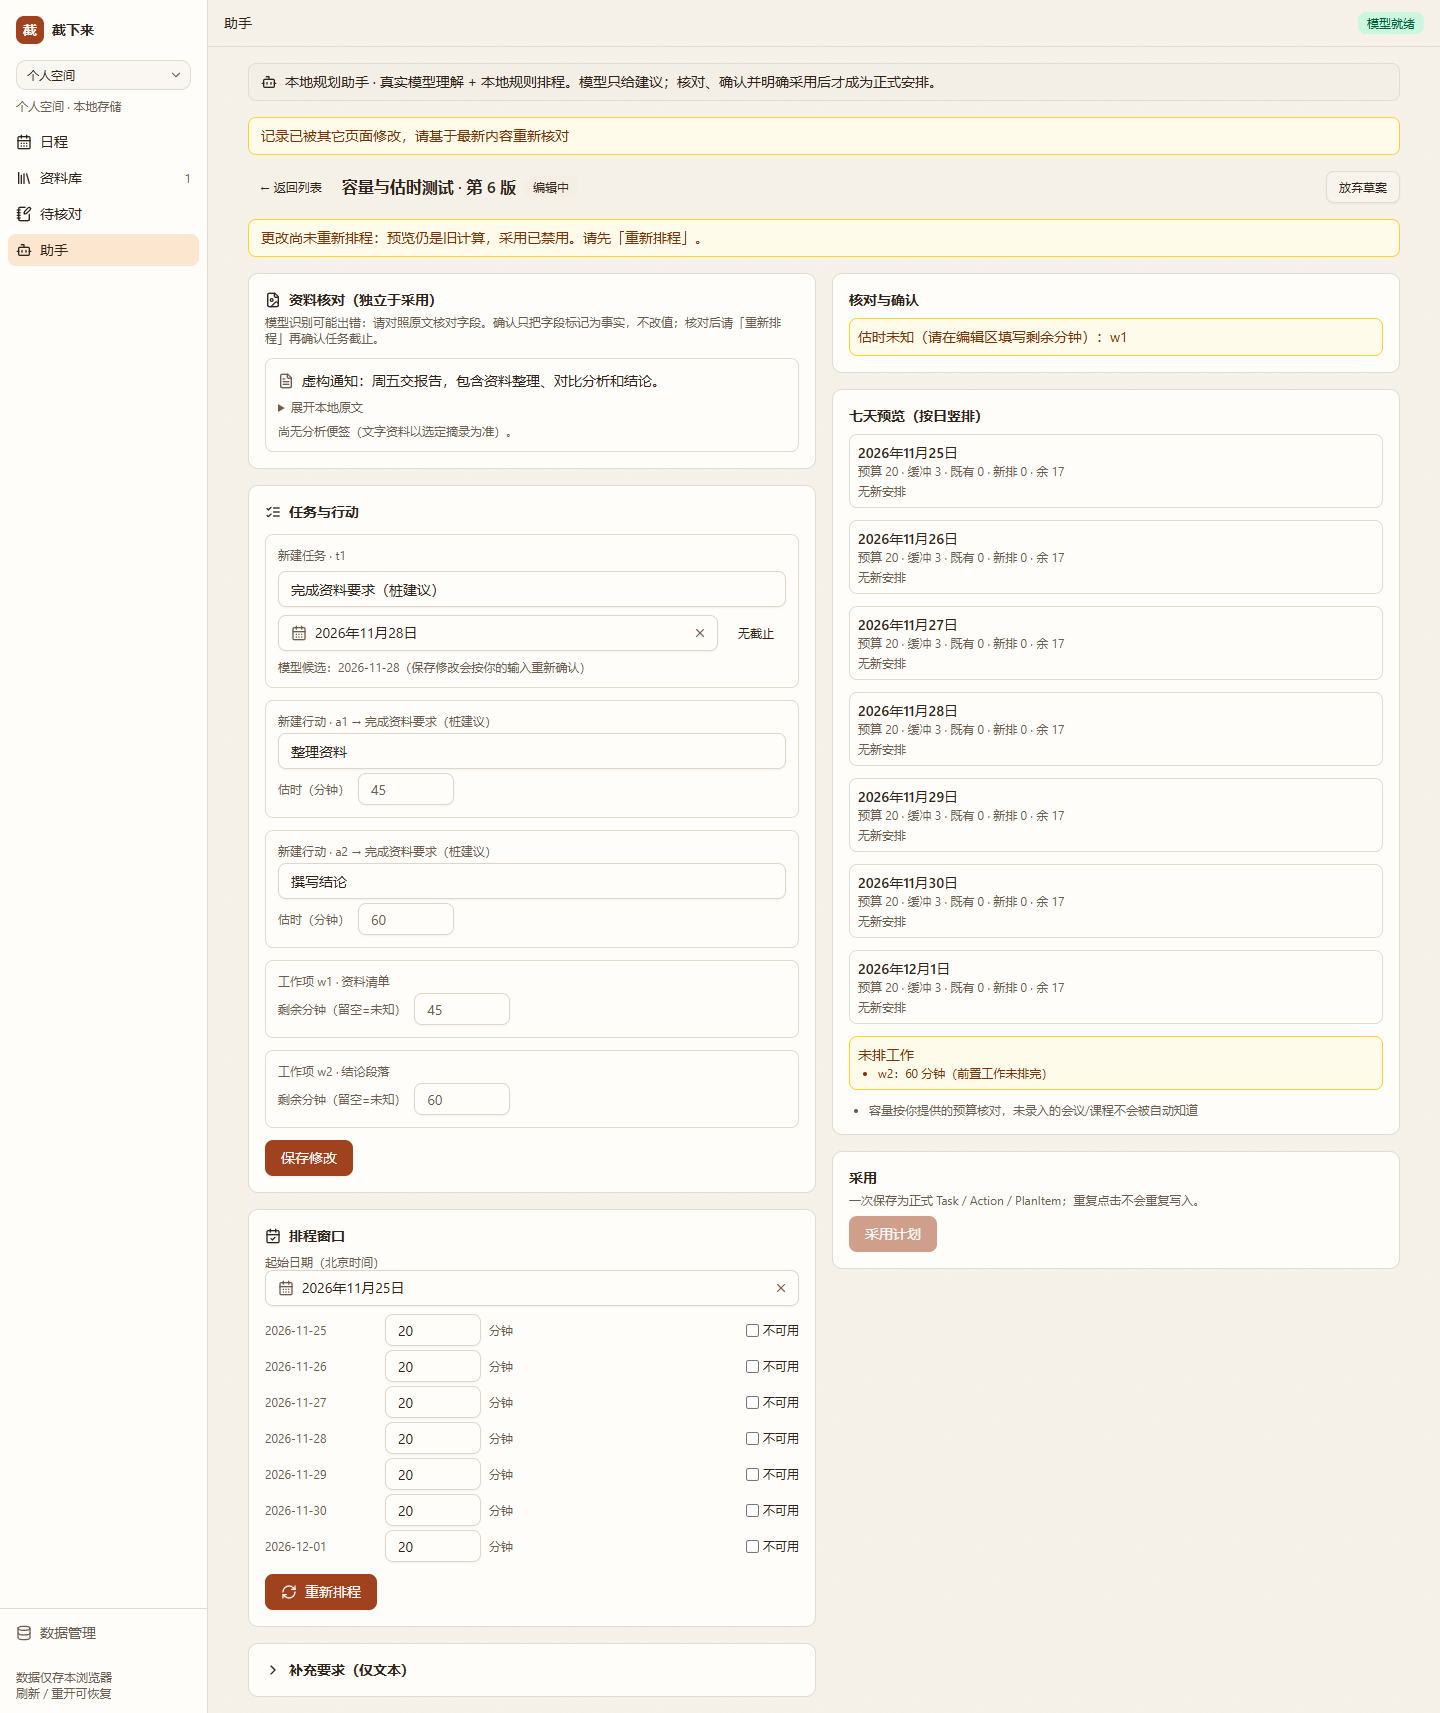 截 截下来
个人空间
个人空间 · 本地存储
日程
资料库 1
待核对
助手
数据管理
数据仅存本浏览器
刷新 / 重开可恢复
助手
模型就绪
本地规划助手 · 真实模型理解 + 本地规则排程。模型只给建议；核对、确认并明确采用后才成为正式安排。
记录已被其它页面修改，请基于最新内容重新核对
← 返回列表 容量与估时测试 · 第 6 版 编辑中 放弃草案
更改尚未重新排程：预览仍是旧计算，采用已禁用。请先「重新排程」。
资料核对（独立于采用）
模型识别可能出错：请对照原文核对字段。确认只把字段标记为事实，不改值；核对后请「重新排
程」再确认任务截止。
虚构通知：周五交报告，包含资料整理、对比分析和结论。
▶ 展开本地原文
尚无分析便签（文字资料以选定摘录为准）。
任务与行动
新建任务 · t1
完成资料要求（桩建议）
2026年11月28日 × 无截止
模型候选：2026-11-28（保存修改会按你的输入重新确认）
新建行动 · a1 → 完成资料要求（桩建议）
整理资料
估时（分钟） 45
新建行动 · a2 → 完成资料要求（桩建议）
撰写结论
估时（分钟） 60
工作项 w1 · 资料清单
剩余分钟（留空=未知） 45
工作项 w2 · 结论段落
剩余分钟（留空=未知） 60
保存修改
排程窗口
起始日期（北京时间）
2026年11月25日 ×
2026-11-25 20 分钟 不可用
2026-11-26 20 分钟 不可用
2026-11-27 20 分钟 不可用
2026-11-28 20 分钟 不可用
2026-11-29 20 分钟 不可用
2026-11-30 20 分钟 不可用
2026-12-01 20 分钟 不可用
重新排程
补充要求（仅文本）
核对与确认
估时未知（请在编辑区填写剩余分钟）：w1
七天预览（按日竖排）
2026年11月25日
预算 20 · 缓冲 3 · 既有 0 · 新排 0 · 余 17
无新安排
2026年11月26日
预算 20 · 缓冲 3 · 既有 0 · 新排 0 · 余 17
无新安排
2026年11月27日
预算 20 · 缓冲 3 · 既有 0 · 新排 0 · 余 17
无新安排
2026年11月28日
预算 20 · 缓冲 3 · 既有 0 · 新排 0 · 余 17
无新安排
2026年11月29日
预算 20 · 缓冲 3 · 既有 0 · 新排 0 · 余 17
无新安排
2026年11月30日
预算 20 · 缓冲 3 · 既有 0 · 新排 0 · 余 17
无新安排
2026年12月1日
预算 20 · 缓冲 3 · 既有 0 · 新排 0 · 余 17
无新安排
未排工作
• w2：60 分钟（前置工作未排完）
• 容量按你提供的预算核对，未录入的会议/课程不会被自动知道
采用
一次保存为正式 Task / Action / PlanItem；重复点击不会重复写入。
采用计划